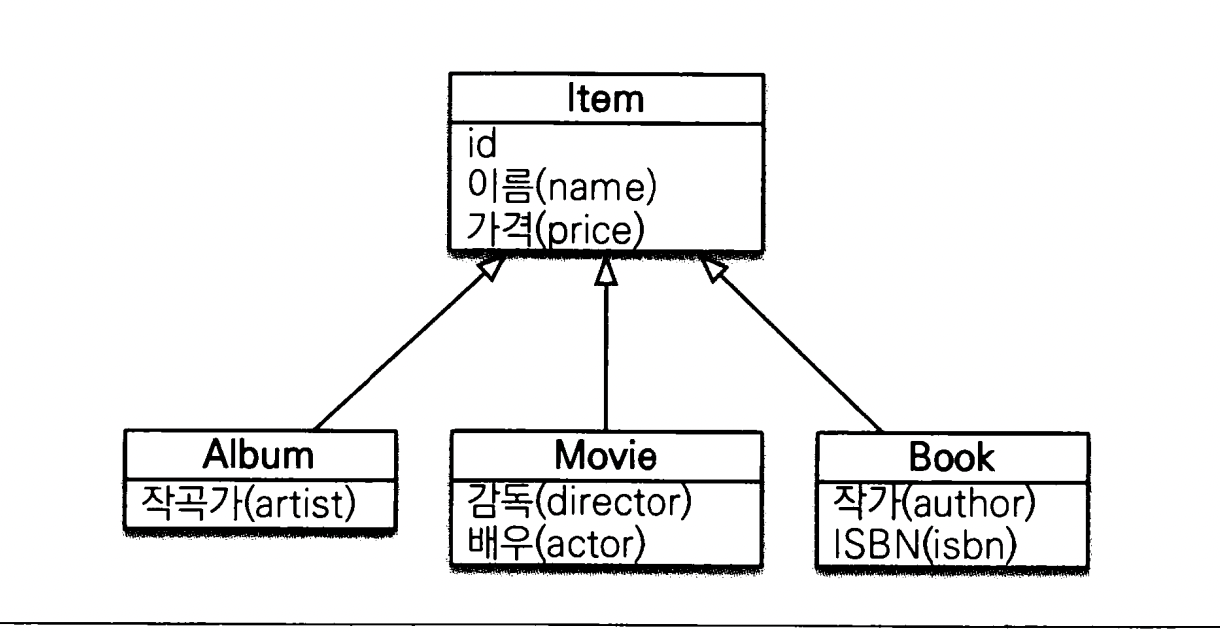 Item
id
이름(name)
가격(price)
Album
작곡가(artist)
Movie
감독(director)
배우(actor)
Book
작가(author)
ISBN(isbn)